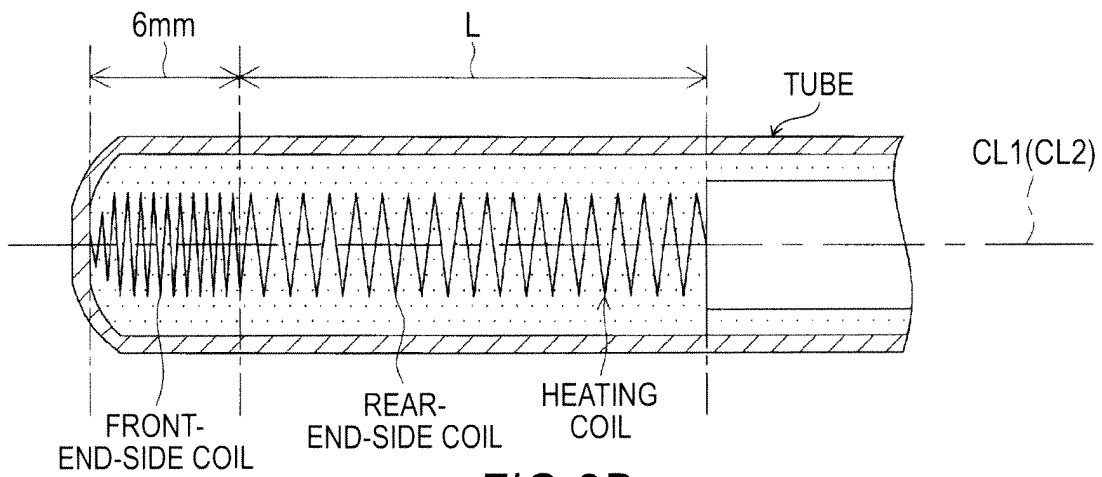 6mm
L
TUBE
CL1(CL2)
FRONT-
END-SIDE COIL
REAR-
END-SIDE COIL
HEATING
COIL